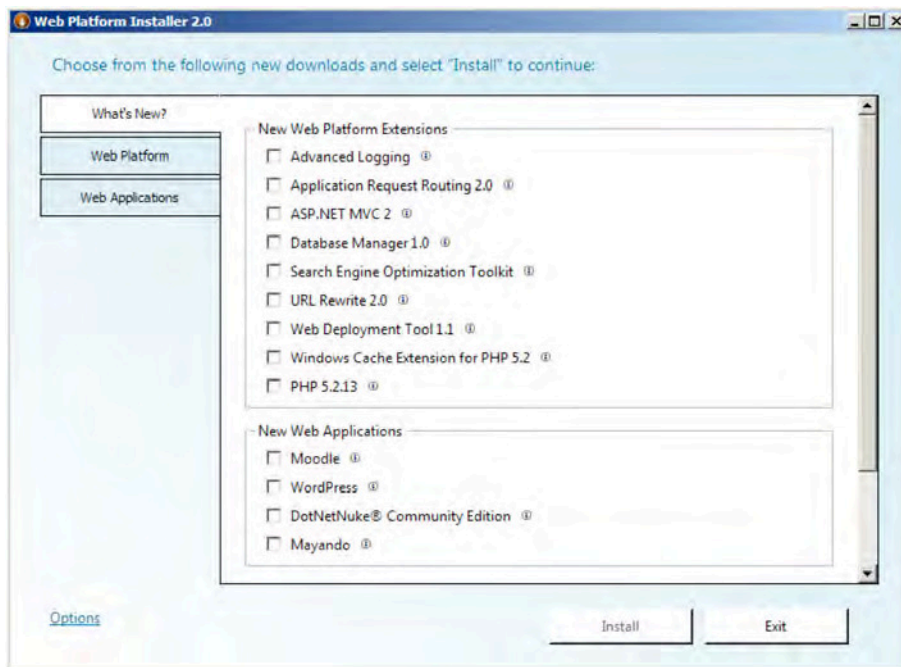 Web Platform Installer 2.0
Choose from the following new downloads and select "Install" to continue:
What's New?
Web Platform
Web Applications
New Web Platform Extensions
Advanced Logging
Application Request Routing 2.0
ASP.NET MVC 2
Database Manager 1.0
Search Engine Optimization Toolkit
URL Rewrite 2.0
Web Deployment Tool 1.1
Windows Cache Extension for PHP 5.2
PHP 5.2.13
New Web Applications
Moodle
WordPress
DotNetNuke® Community Edition
Mayando
Options
Install
Exit